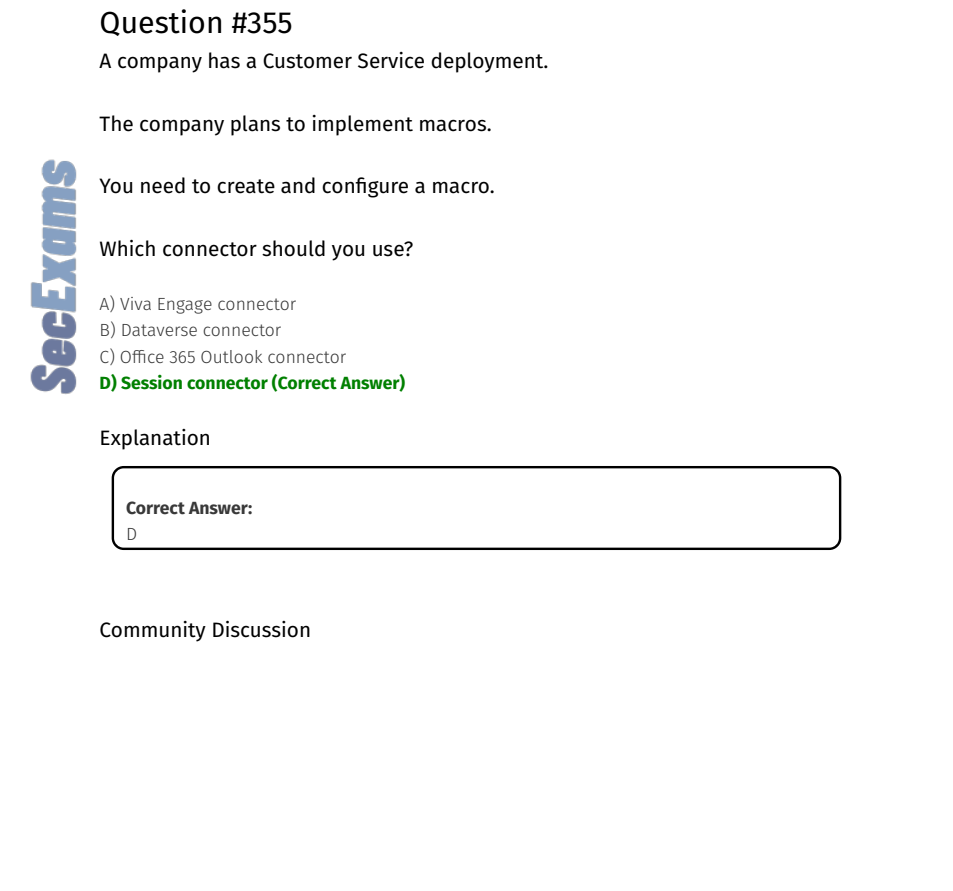 Question #355
A company has a Customer Service deployment.
The company plans to implement macros.
You need to create and configure a macro.
Which connector should you use?
SecExams
A) Viva Engage connector
B) Dataverse connector
C) Office 365 Outlook connector
D) Session connector (Correct Answer)
Explanation
Correct Answer:
D
Community Discussion